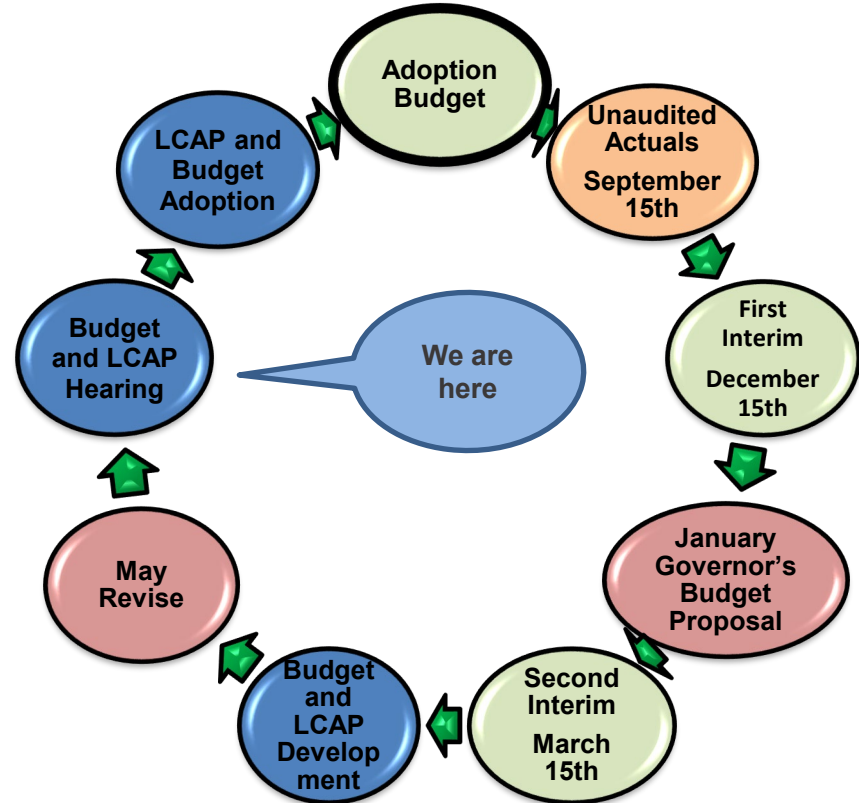 Adoption
Budget
Unaudited
Actuals
September
15th
First
Interim
December
15th
January
Governor's
Budget
Proposal
Second
Interim
March
15th
Budget
and
LCAP
Develop
ment
May
Revise
Budget
and LCAP
Hearing
LCAP and
Budget
Adoption
We are
here